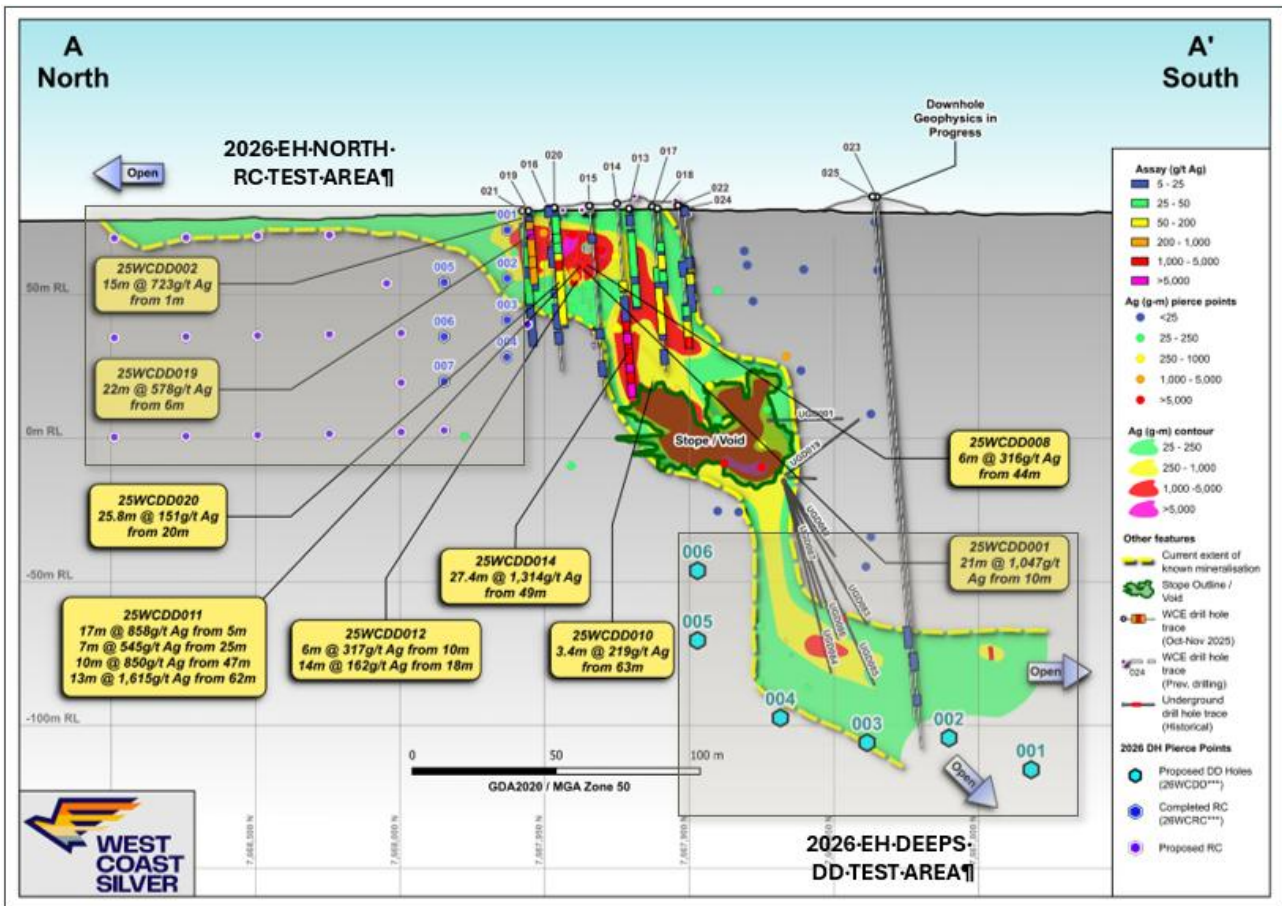 A
North
A'
South
Downhole
Geophysics in
Progress
2026·EH·NORTH·
RC·TEST·AREA¶
Open
021
019
016
020
015
014
013
017
018
022
024
025
023
001
002
003
004
005
006
007
50m RL
0m RL
-50m RL
-100m RL
25WCDD002
15m @ 723g/t Ag
from 1m
25WCDD019
22m @ 578g/t Ag
from 6m
25WCDD020
25.8m @ 151g/t Ag
from 20m
25WCDD011
17m @ 858g/t Ag from 5m
7m @ 545g/t Ag from 25m
10m @ 850g/t Ag from 47m
13m @ 1,615g/t Ag from 62m
25WCDD012
6m @ 317g/t Ag from 10m
14m @ 162g/t Ag from 18m
25WCDD014
27.4m @ 1,314g/t Ag
from 49m
25WCDD010
3.4m @ 219g/t Ag
from 63m
25WCDD008
6m @ 316g/t Ag
from 44m
25WCDD001
21m @ 1,047g/t
Ag from 10m
Stope / Void
UGD001
006
005
004
003
002
001
Open
Open
0 50 100 m
GDA2020 / MGA Zone 50
2026·EH·DEEPS·
DD·TEST·AREA¶
7,667,950 N
7,667,900 N
WEST
COAST
SILVER
Assay (g/t Ag)
5 - 25
25 - 50
50 - 200
200 - 1,000
1,000 - 5,000
>5,000
Ag (g-m) pierce points
<25
25 - 250
250 - 1000
1,000 - 5,000
>5,000
Ag (g-m) contour
25 - 250
250 - 1,000
1,000 -5,000
>5,000
Other features
Current extent of
known mineralisation
Stope Outline /
Void
WCE drill hole
trace
(Oct-Nov 2025)
024
WCE drill hole
trace
(Prev. drilling)
Underground
drill hole trace
(Historical)
2026 DH Pierce Points
Proposed DD Holes
(26WCDD***)
Completed RC
(26WCRC***)
Proposed RC